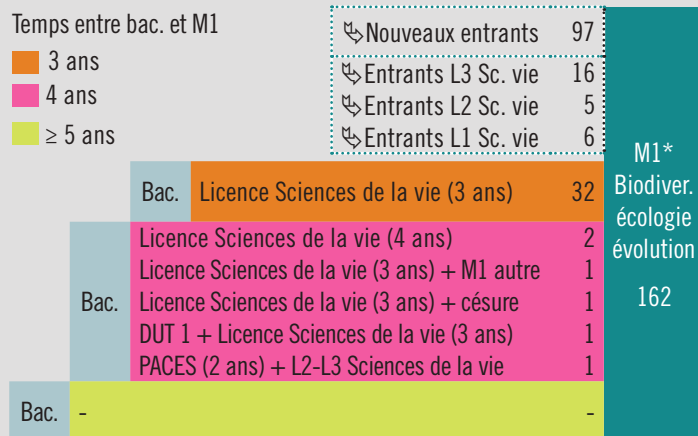 Temps entre bac. et M1
3 ans
4 ans
≥ 5 ans
Nouveaux entrants 97
Entrants L3 Sc. vie 16
Entrants L2 Sc. vie 5
Entrants L1 Sc. vie 6
Bac. Licence Sciences de la vie (3 ans) 32
Licence Sciences de la vie (4 ans) 2
Licence Sciences de la vie (3 ans) + M1 autre 1
Bac. Licence Sciences de la vie (3 ans) + césure 1
DUT 1 + Licence Sciences de la vie (3 ans) 1
PACES (2 ans) + L2-L3 Sciences de la vie 1
Bac. - -
M1*
Biodiver.
écologie
évolution
162